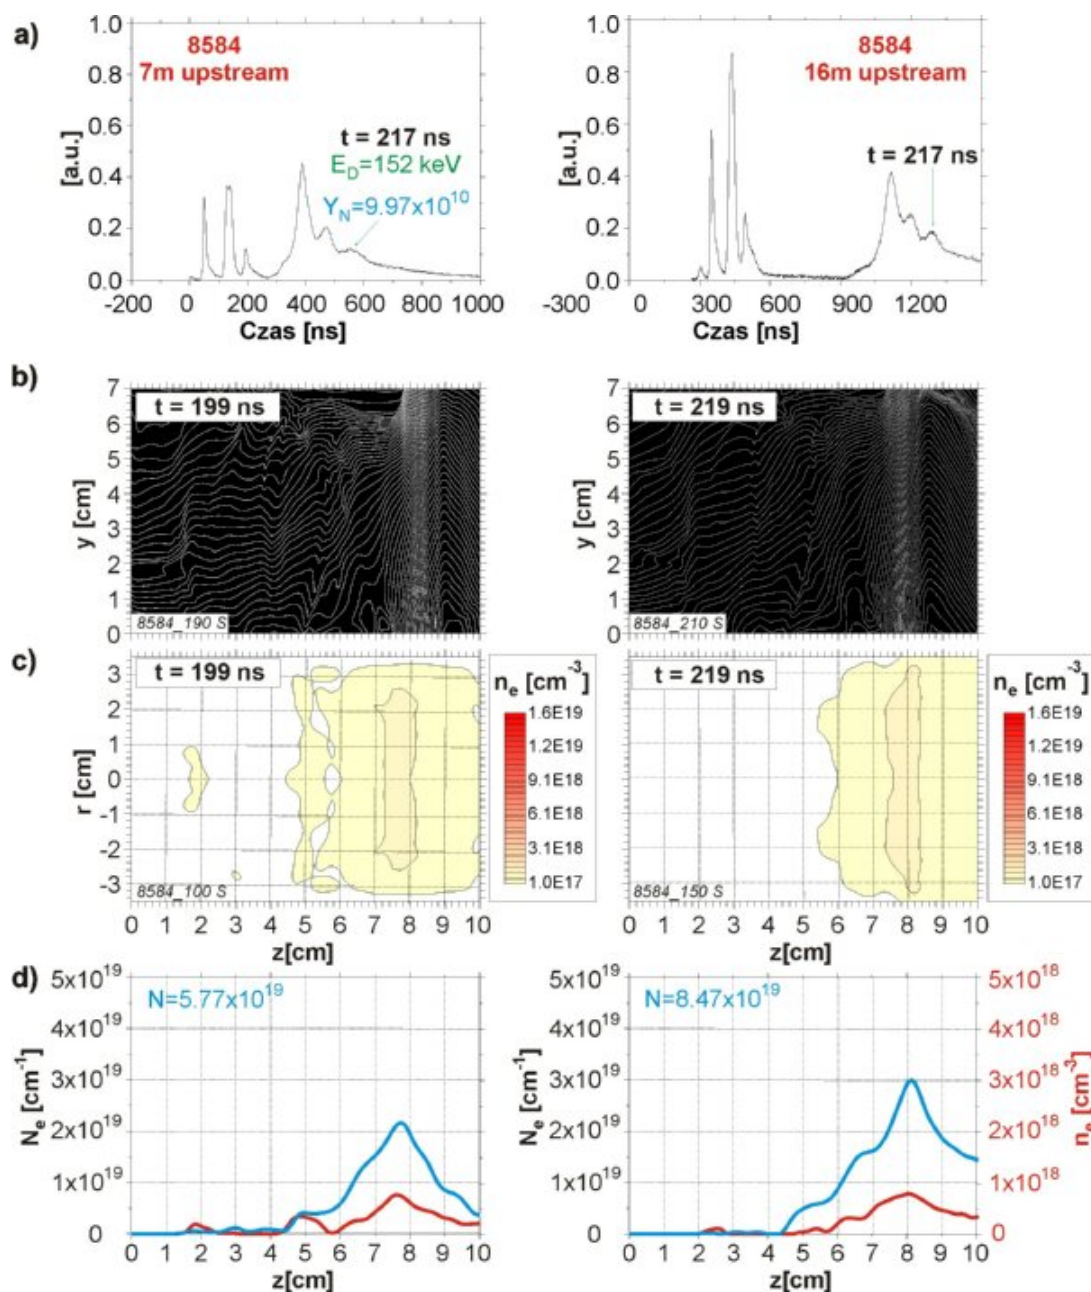 a)
1.0
0.8
0.6
0.4
0.2
0.0
[a.u.]
8584
7m upstream
t = 217 ns
E_D=152 keV
Y_N=9.97x10^10
-200 0 200 400 600 800 1000
Czas [ns]
1.0
0.8
0.6
0.4
0.2
0.0
[a.u.]
8584
16m upstream
t = 217 ns
-300 0 300 600 900 1200
Czas [ns]
b)
7
6
5
4
3
2
1
0
y [cm]
t = 199 ns
8584_190 S
7
6
5
4
3
2
1
0
y [cm]
t = 219 ns
8584_210 S
c)
3
2
1
0
-1
-2
-3
r [cm]
t = 199 ns
8584_100 S
n_e [cm^-3]
1.6E19
1.2E19
9.1E18
6.1E18
3.1E18
1.0E17
0 1 2 3 4 5 6 7 8 9 10
z[cm]
t = 219 ns
8584_150 S
n_e [cm^-3]
1.6E19
1.2E19
9.1E18
6.1E18
3.1E18
1.0E17
0 1 2 3 4 5 6 7 8 9 10
z[cm]
d)
5x10^19
4x10^19
3x10^19
2x10^19
1x10^19
0
N_e [cm^-1]
N=5.77x10^19
0 1 2 3 4 5 6 7 8 9 10
z[cm]
5x10^19
4x10^19
3x10^19
2x10^19
1x10^19
0
N_e [cm^-1]
N=8.47x10^19
5x10^18
4x10^18
3x10^18
2x10^18
1x10^18
0
n_e [cm^-3]
0 1 2 3 4 5 6 7 8 9 10
z[cm]